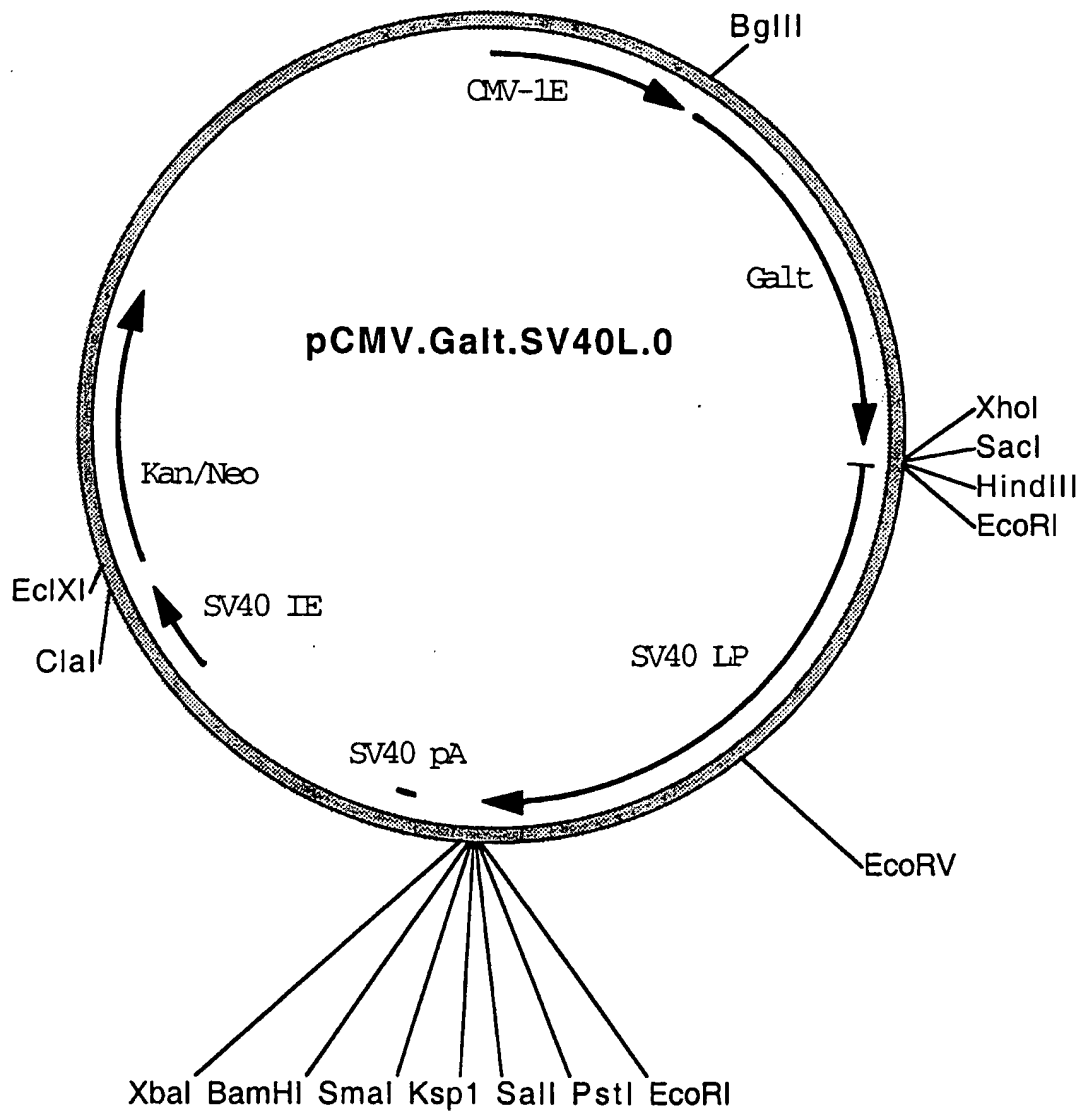 BglII
CMV-1E
Galt
pCMV.Galt.SV40L.0
XhoI
SacI
HindIII
EcoRI
Kan/Neo
EclXI
SV40 IE
ClaI
SV40 LP
SV40 pA
EcoRV
XbaI BamHI SmaI Ksp1 SalI PstI EcoRI